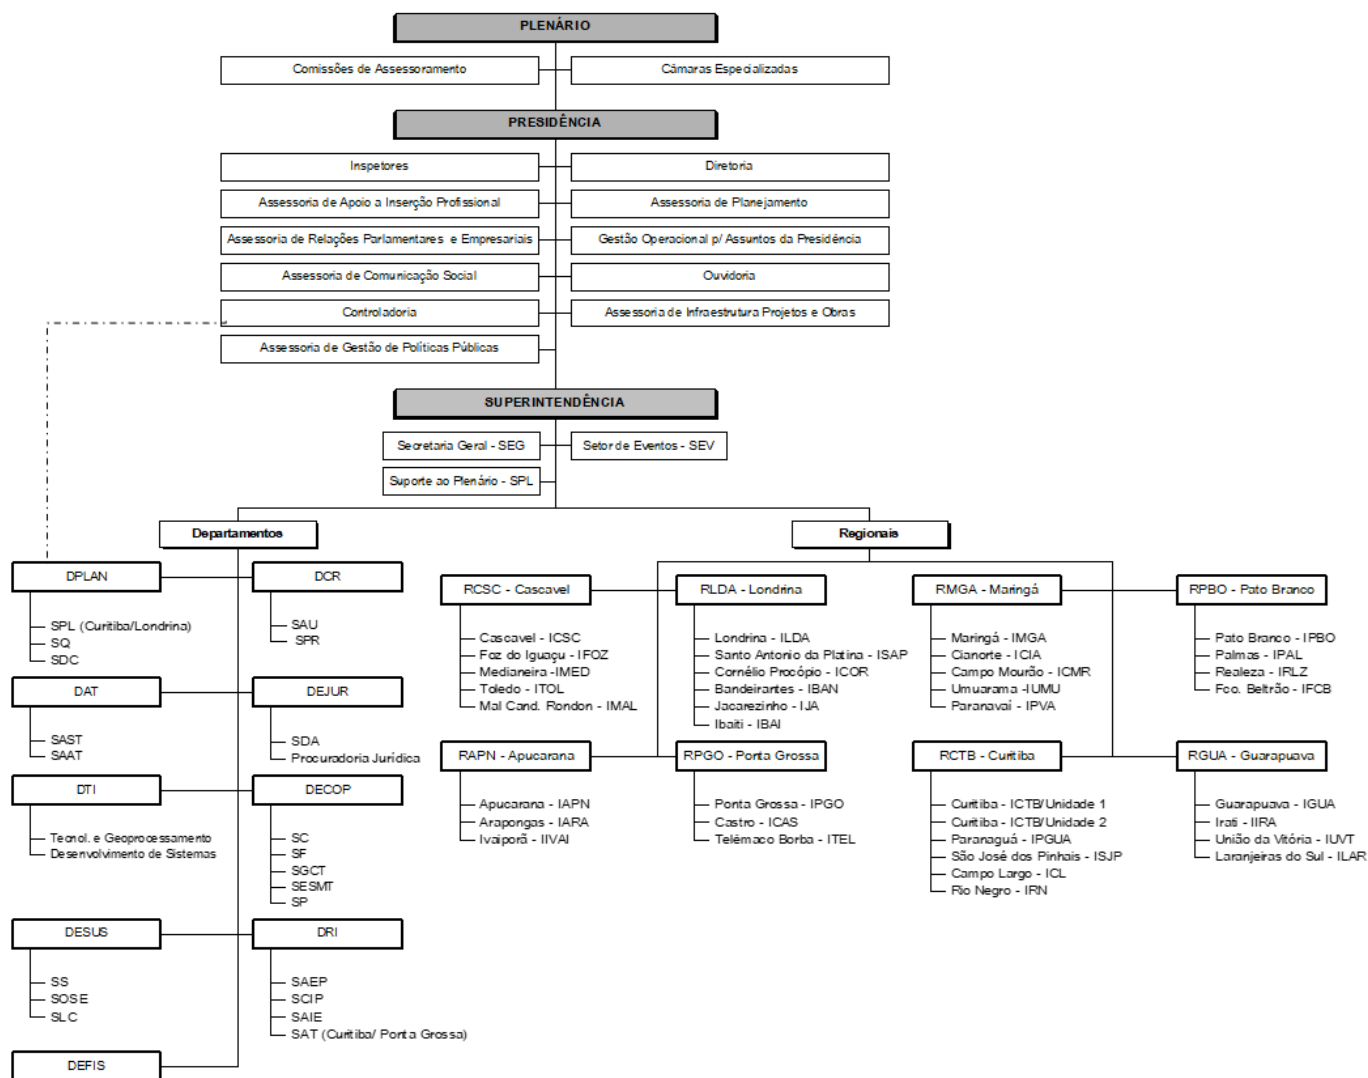 PLENÁRIO
Comissões de Assessoramento
Câmaras Especializadas
PRESIDÊNCIA
Inspetores
Diretoria
Assessoria de Apoio a Inserção Profissional
Assessoria de Planejamento
Assessoria de Relações Parlamentares e Empresariais
Gestão Operacional p/ Assuntos da Presidência
Assessoria de Comunicação Social
Ouvidoria
Controladoria
Assessoria de Infraestrutura Projetos e Obras
Assessoria de Gestão de Políticas Públicas
SUPERINTENDÊNCIA
Secretaria Geral - SEG
Setor de Eventos - SEV
Suporte ao Plenário - SPL
Departamentos
DPLAN
SPL (Curitiba/Londrina)
SQ
SDC
DCR
SAU
SPR
DAT
SAST
SAAT
DEJUR
SDA
Procuradoria Jurídica
DTI
Tecnol. e Geoprocessamento
Desenvolvimento de Sistemas
DECOP
SC
SF
SGCT
SESMT
SP
DESUS
SS
SOSE
SLC
DRI
SAEP
SCIP
SAIE
SAT (Curitiba/ Ponta Grossa)
DEFIS
Regionais
RCSC - Cascavel
Cascavel - ICSC
Foz do Iguaçu - IFOZ
Medianeira -IMED
Toledo - ITOL
Mal Cand. Rondon - IMAL
RLDA - Londrina
Londrina - ILDA
Santo Antonio da Platina - ISAP
Cornélio Procópio - ICOR
Bandeirantes - IBAN
Jacarezinho - IJA
Ibaiti - IBAI
RMGA - Maringá
Maringá - IMGA
Cianorte - ICIA
Campo Mourão - ICMR
Umuarama -IUMU
Paranavaí - IPVA
RPBO - Pato Branco
Pato Branco - IPBO
Palmas - IPAL
Realeza - IRLZ
Fco. Beltrão - IFCB
RAPN - Apucarana
Apucarana - IAPN
Arapongas - IARA
Ivaiporã - IIVAI
RPGO - Ponta Grossa
Ponta Grossa - IPGO
Castro - ICAS
Telêmaco Borba - ITEL
RCTB - Curitiba
Curitiba - ICTB/Unidade 1
Curitiba - ICTB/Unidade 2
Paranaguá - IPGUA
São José dos Pinhais - ISJP
Campo Largo - ICL
Rio Negro - IRN
RGUA - Guarapuava
Guarapuava - IGUA
Irati - IIRA
União da Vitória - IUVT
Laranjeiras do Sul - ILAR